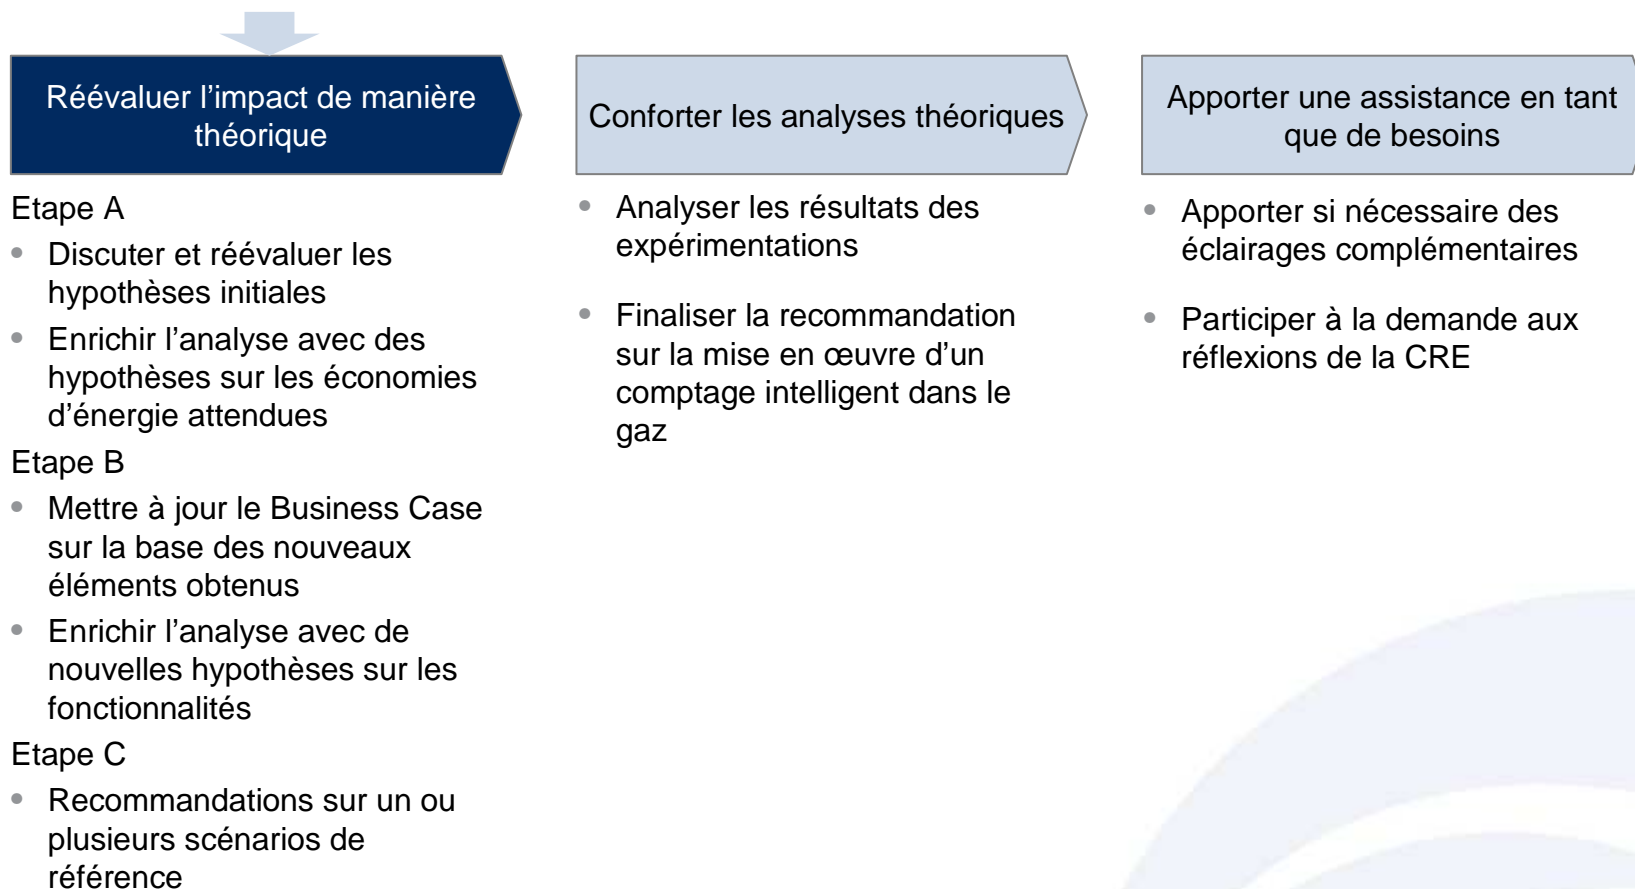 Réévaluer l’impact de manière
théorique
Etape A
• Discuter et réévaluer les
hypothèses initiales
• Enrichir l’analyse avec des
hypothèses sur les économies
d’énergie attendues
Etape B
• Mettre à jour le Business Case
sur la base des nouveaux
éléments obtenus
• Enrichir l’analyse avec de
nouvelles hypothèses sur les
fonctionnalités
Etape C
• Recommandations sur un ou
plusieurs scénarios de
référence
Conforter les analyses théoriques
• Analyser les résultats des
expérimentations
• Finaliser la recommandation
sur la mise en œuvre d’un
comptage intelligent dans le
gaz
Apporter une assistance en tant
que de besoins
• Apporter si nécessaire des
éclairages complémentaires
• Participer à la demande aux
réflexions de la CRE